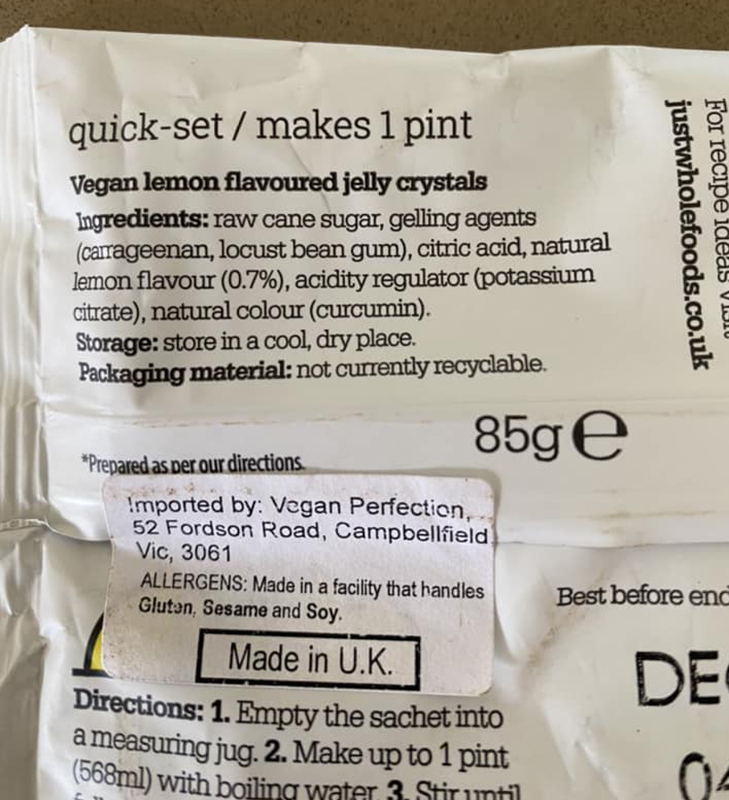 quick-set / makes 1 pint
Vegan lemon flavoured jelly crystals
Ingredients: raw cane sugar, gelling agents
(carrageenan, locust bean gum), citric acid, natural
lemon flavour (0.7%), acidity regulator (potassium
citrate), natural colour (curcumin).
Storage: store in a cool, dry place.
Packaging material: not currently recyclable.
For recipe ideas visit
justwholefoods.co.uk
85g e
*Prepared as per our directions.
Imported by: Vegan Perfection,
52 Fordson Road, Campbellfield
Vic, 3061
ALLERGENS: Made in a facility that handles
Gluten, Sesame and Soy.
Made in U.K.
Best before end
DE
04
Directions: 1. Empty the sachet into
a measuring jug. 2. Make up to 1 pint
(568ml) with boiling water 3. Stir until